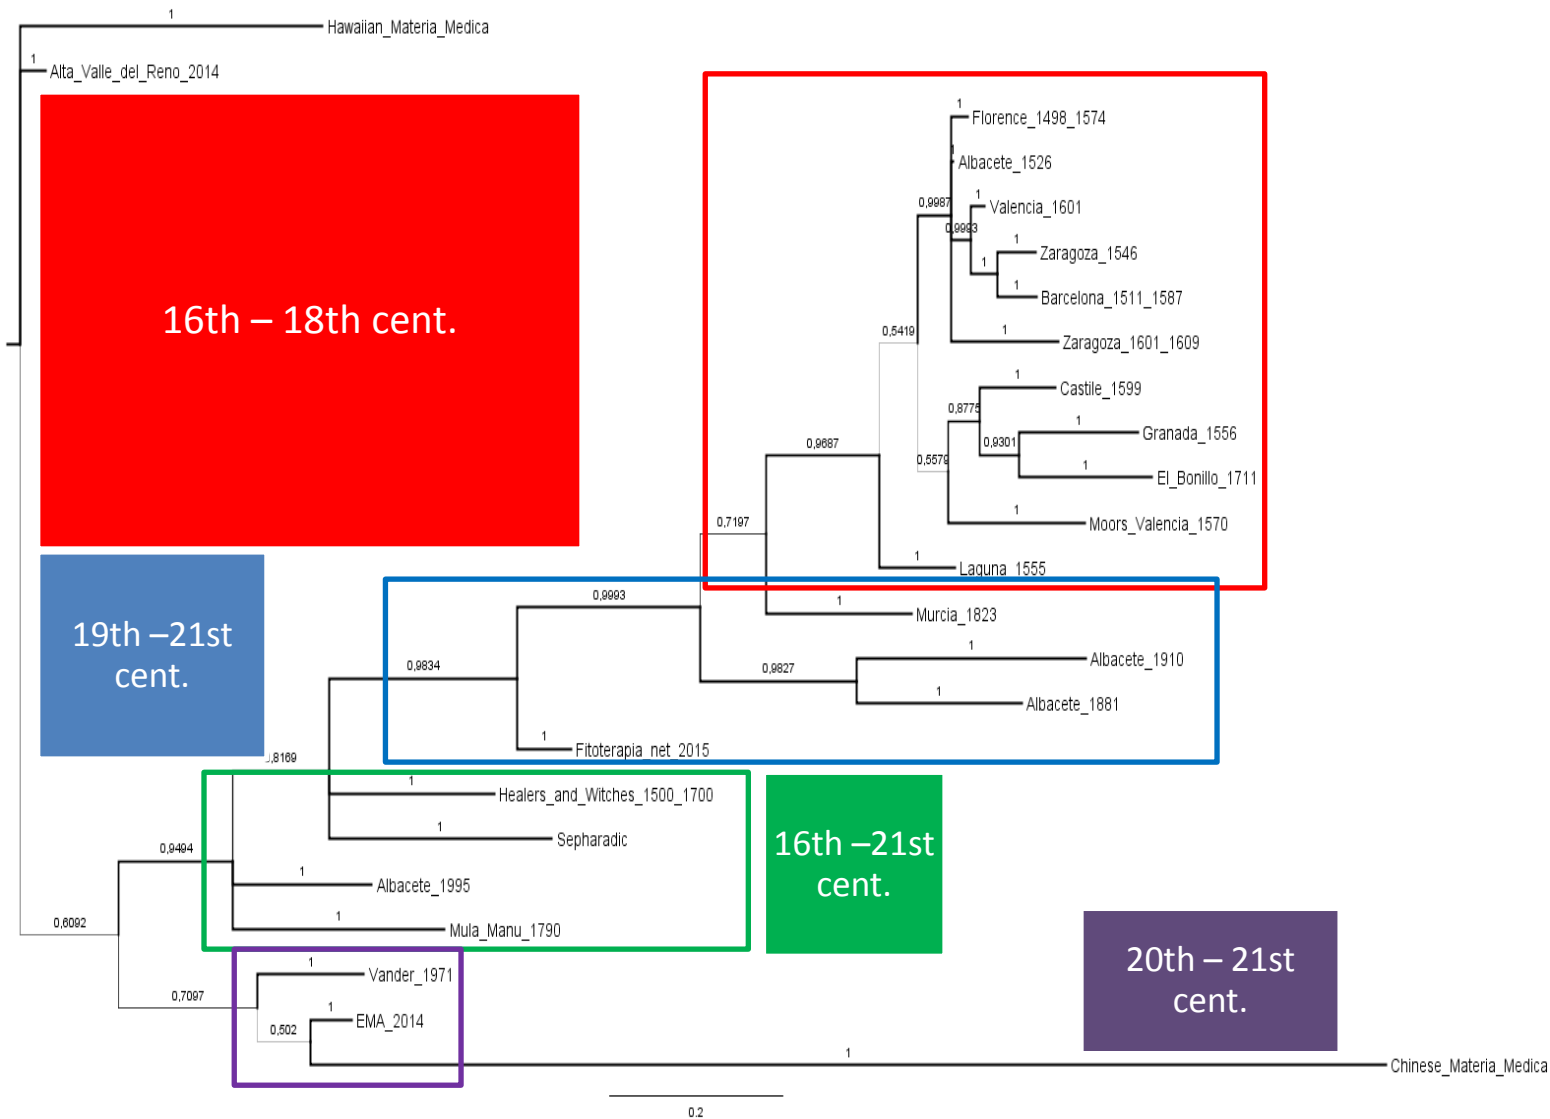 1
Hawaiian_Materia_Medica
1
Alta_Valle_del_Reno_2014
16th – 18th cent.
1
Florence_1498_1574
1
Albacete_1526
0,9987
1
Valencia_1601
0,9993
1
Zaragoza_1546
1
1
Barcelona_1511_1587
0,5419
1
Zaragoza_1601_1609
1
Castile_1599
0,8775
1
Granada_1556
0,9301
0,9687
0,5579
1
El_Bonillo_1711
1
Moors_Valencia_1570
0,7197
1
Laguna_1555
19th –21st
cent.
0,9993
1
Murcia_1823
0,9834
1
Albacete_1910
0,9827
1
Albacete_1881
1
Fitoterapia_net_2015
,8169
1
Healers_and_Witches_1500_1700
1
Sepharadic
16th –21st
cent.
0,9494
1
Albacete_1995
1
Mula_Manu_1790
0,6092
20th – 21st
cent.
1
Vander_1971
0,7097
1
EMA_2014
0,502
1
Chinese_Materia_Medica
0.2